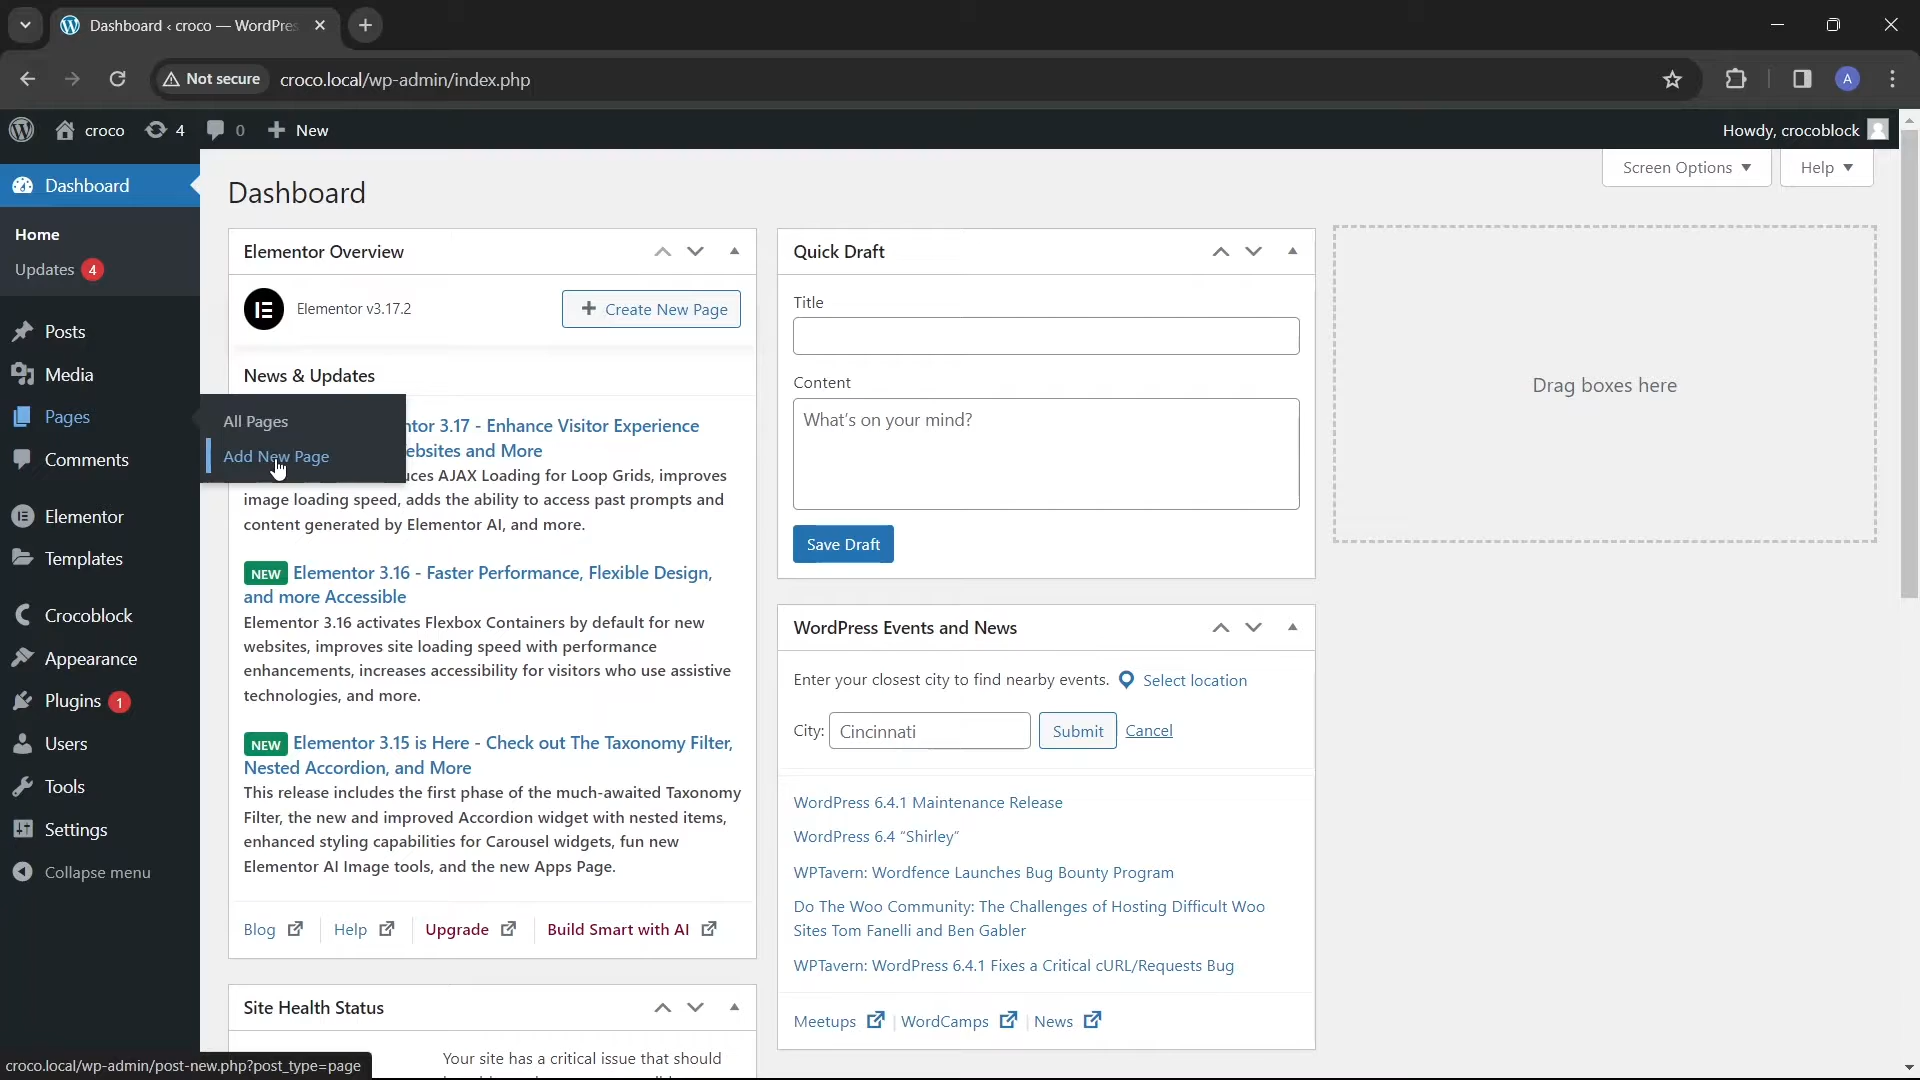 Dashboard ‹ croco — WordPres
Not secure
croco.local/wp-admin/index.php
A
croco
4
0
New
Howdy, crocoblock
Dashboard
Home
Updates 4
Posts
Media
Pages
Comments
Elementor
Templates
Crocoblock
Appearance
Plugins 1
Users
Tools
Settings
Collapse menu
All Pages
Add New Page
Dashboard
Screen Options
Help
Elementor Overview
Elementor v3.17.2
Create New Page
News & Updates
ntor 3.17 - Enhance Visitor Experience
ebsites and More
uces AJAX Loading for Loop Grids, improves
image loading speed, adds the ability to access past prompts and
content generated by Elementor AI, and more.
NEW Elementor 3.16 - Faster Performance, Flexible Design,
and more Accessible
Elementor 3.16 activates Flexbox Containers by default for new
websites, improves site loading speed with performance
enhancements, increases accessibility for visitors who use assistive
technologies, and more.
NEW Elementor 3.15 is Here - Check out The Taxonomy Filter,
Nested Accordion, and More
This release includes the first phase of the much-awaited Taxonomy
Filter, the new and improved Accordion widget with nested items,
enhanced styling capabilities for Carousel widgets, fun new
Elementor AI Image tools, and the new Apps Page.
Blog
Help
Upgrade
Build Smart with AI
Site Health Status
Your site has a critical issue that should
Quick Draft
Title
Content
What's on your mind?
Save Draft
WordPress Events and News
Enter your closest city to find nearby events. Select location
City: Cincinnati Submit Cancel
WordPress 6.4.1 Maintenance Release
WordPress 6.4 “Shirley”
WPTavern: Wordfence Launches Bug Bounty Program
Do The Woo Community: The Challenges of Hosting Difficult Woo
Sites Tom Fanelli and Ben Gabler
WPTavern: WordPress 6.4.1 Fixes a Critical cURL/Requests Bug
Meetups | WordCamps | News
Drag boxes here
croco.local/wp-admin/post-new.php?post_type=page